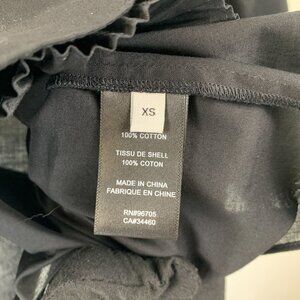 XS
100% COTTON
TISSU DE SHELL
100% COTON
MADE IN CHINA
FABRIQUE EN CHINE
RN#96705
CA#34460